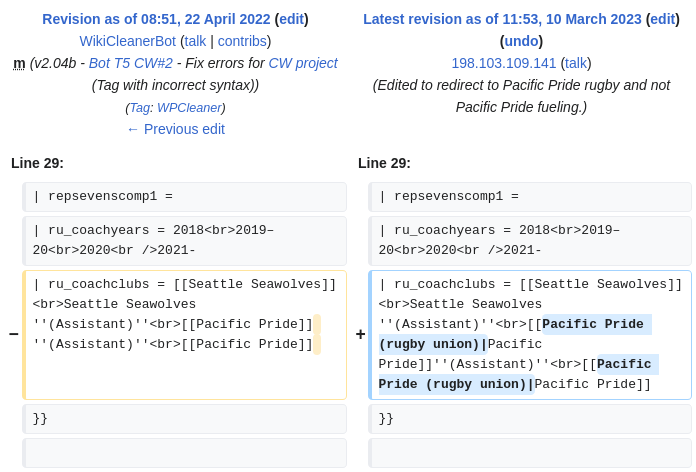 Revision as of 08:51, 22 April 2022 (edit)
WikiCleanerBot (talk | contribs)
m (v2.04b - Bot T5 CW#2 - Fix errors for CW project
(Tag with incorrect syntax))
(Tag: WPCleaner)
← Previous edit
Latest revision as of 11:53, 10 March 2023 (edit)
(undo)
198.103.109.141 (talk)
(Edited to redirect to Pacific Pride rugby and not
Pacific Pride fueling.)
Line 29:
Line 29:
| repsevenscomp1 =
| repsevenscomp1 =
| ru_coachyears = 2018<br>2019–
20<br>2020<br />2021-
| ru_coachyears = 2018<br>2019–
20<br>2020<br />2021-
−
| ru_coachclubs = [[Seattle Seawolves]]
<br>Seattle Seawolves
''(Assistant)''<br>[[Pacific Pride]]
''(Assistant)''<br>[[Pacific Pride]]
+
| ru_coachclubs = [[Seattle Seawolves]]
<br>Seattle Seawolves
''(Assistant)''<br>[[Pacific Pride
(rugby union)|Pacific
Pride]]''(Assistant)''<br>[[Pacific
Pride (rugby union)|Pacific Pride]]
}}
}}